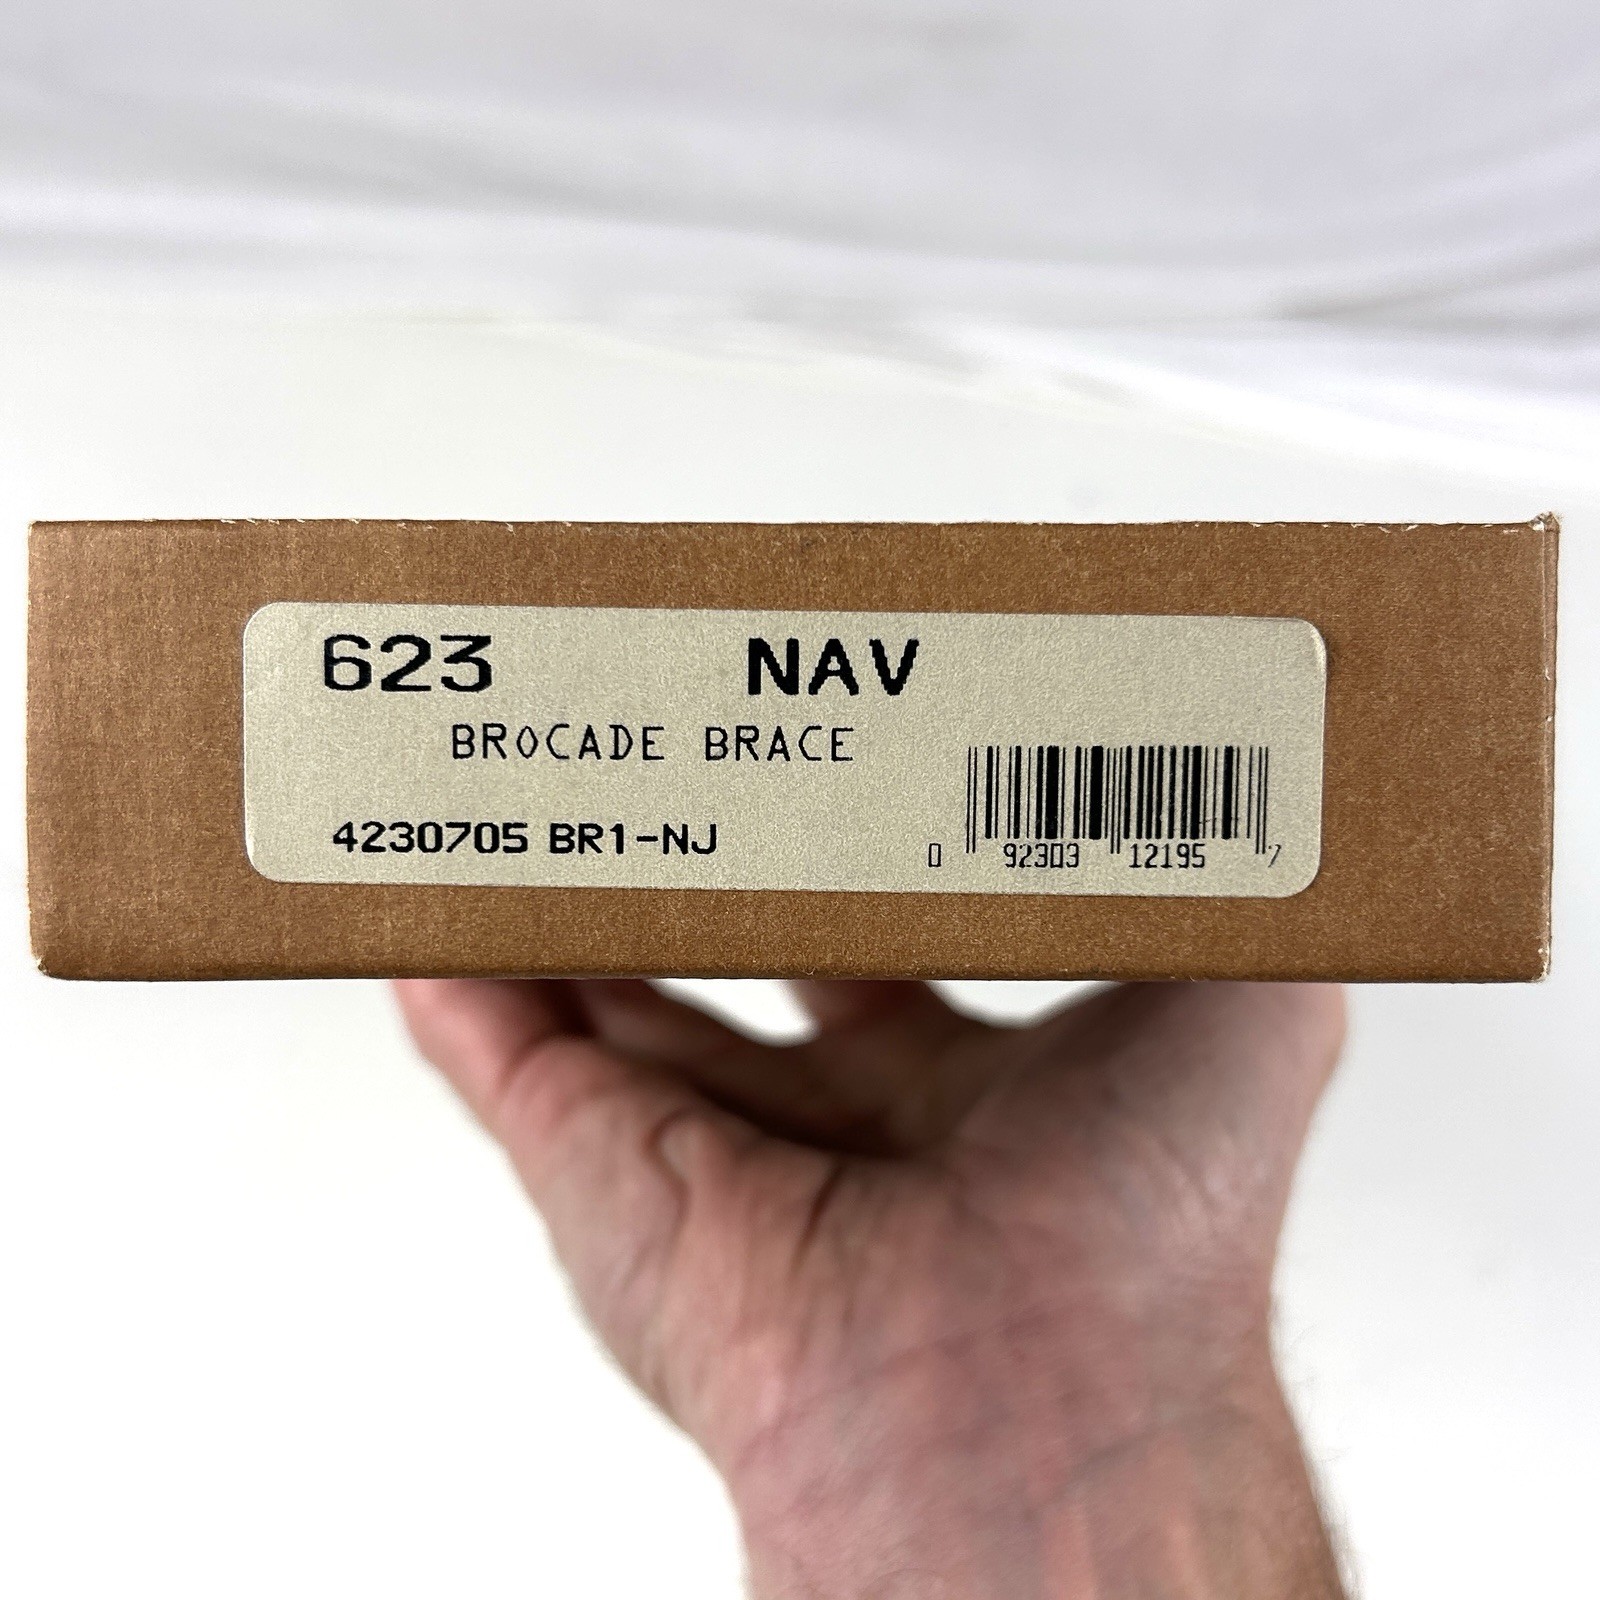 623 NAV
BROCADE BRACE
4230705 BR1-NJ
0 92303 12195 7